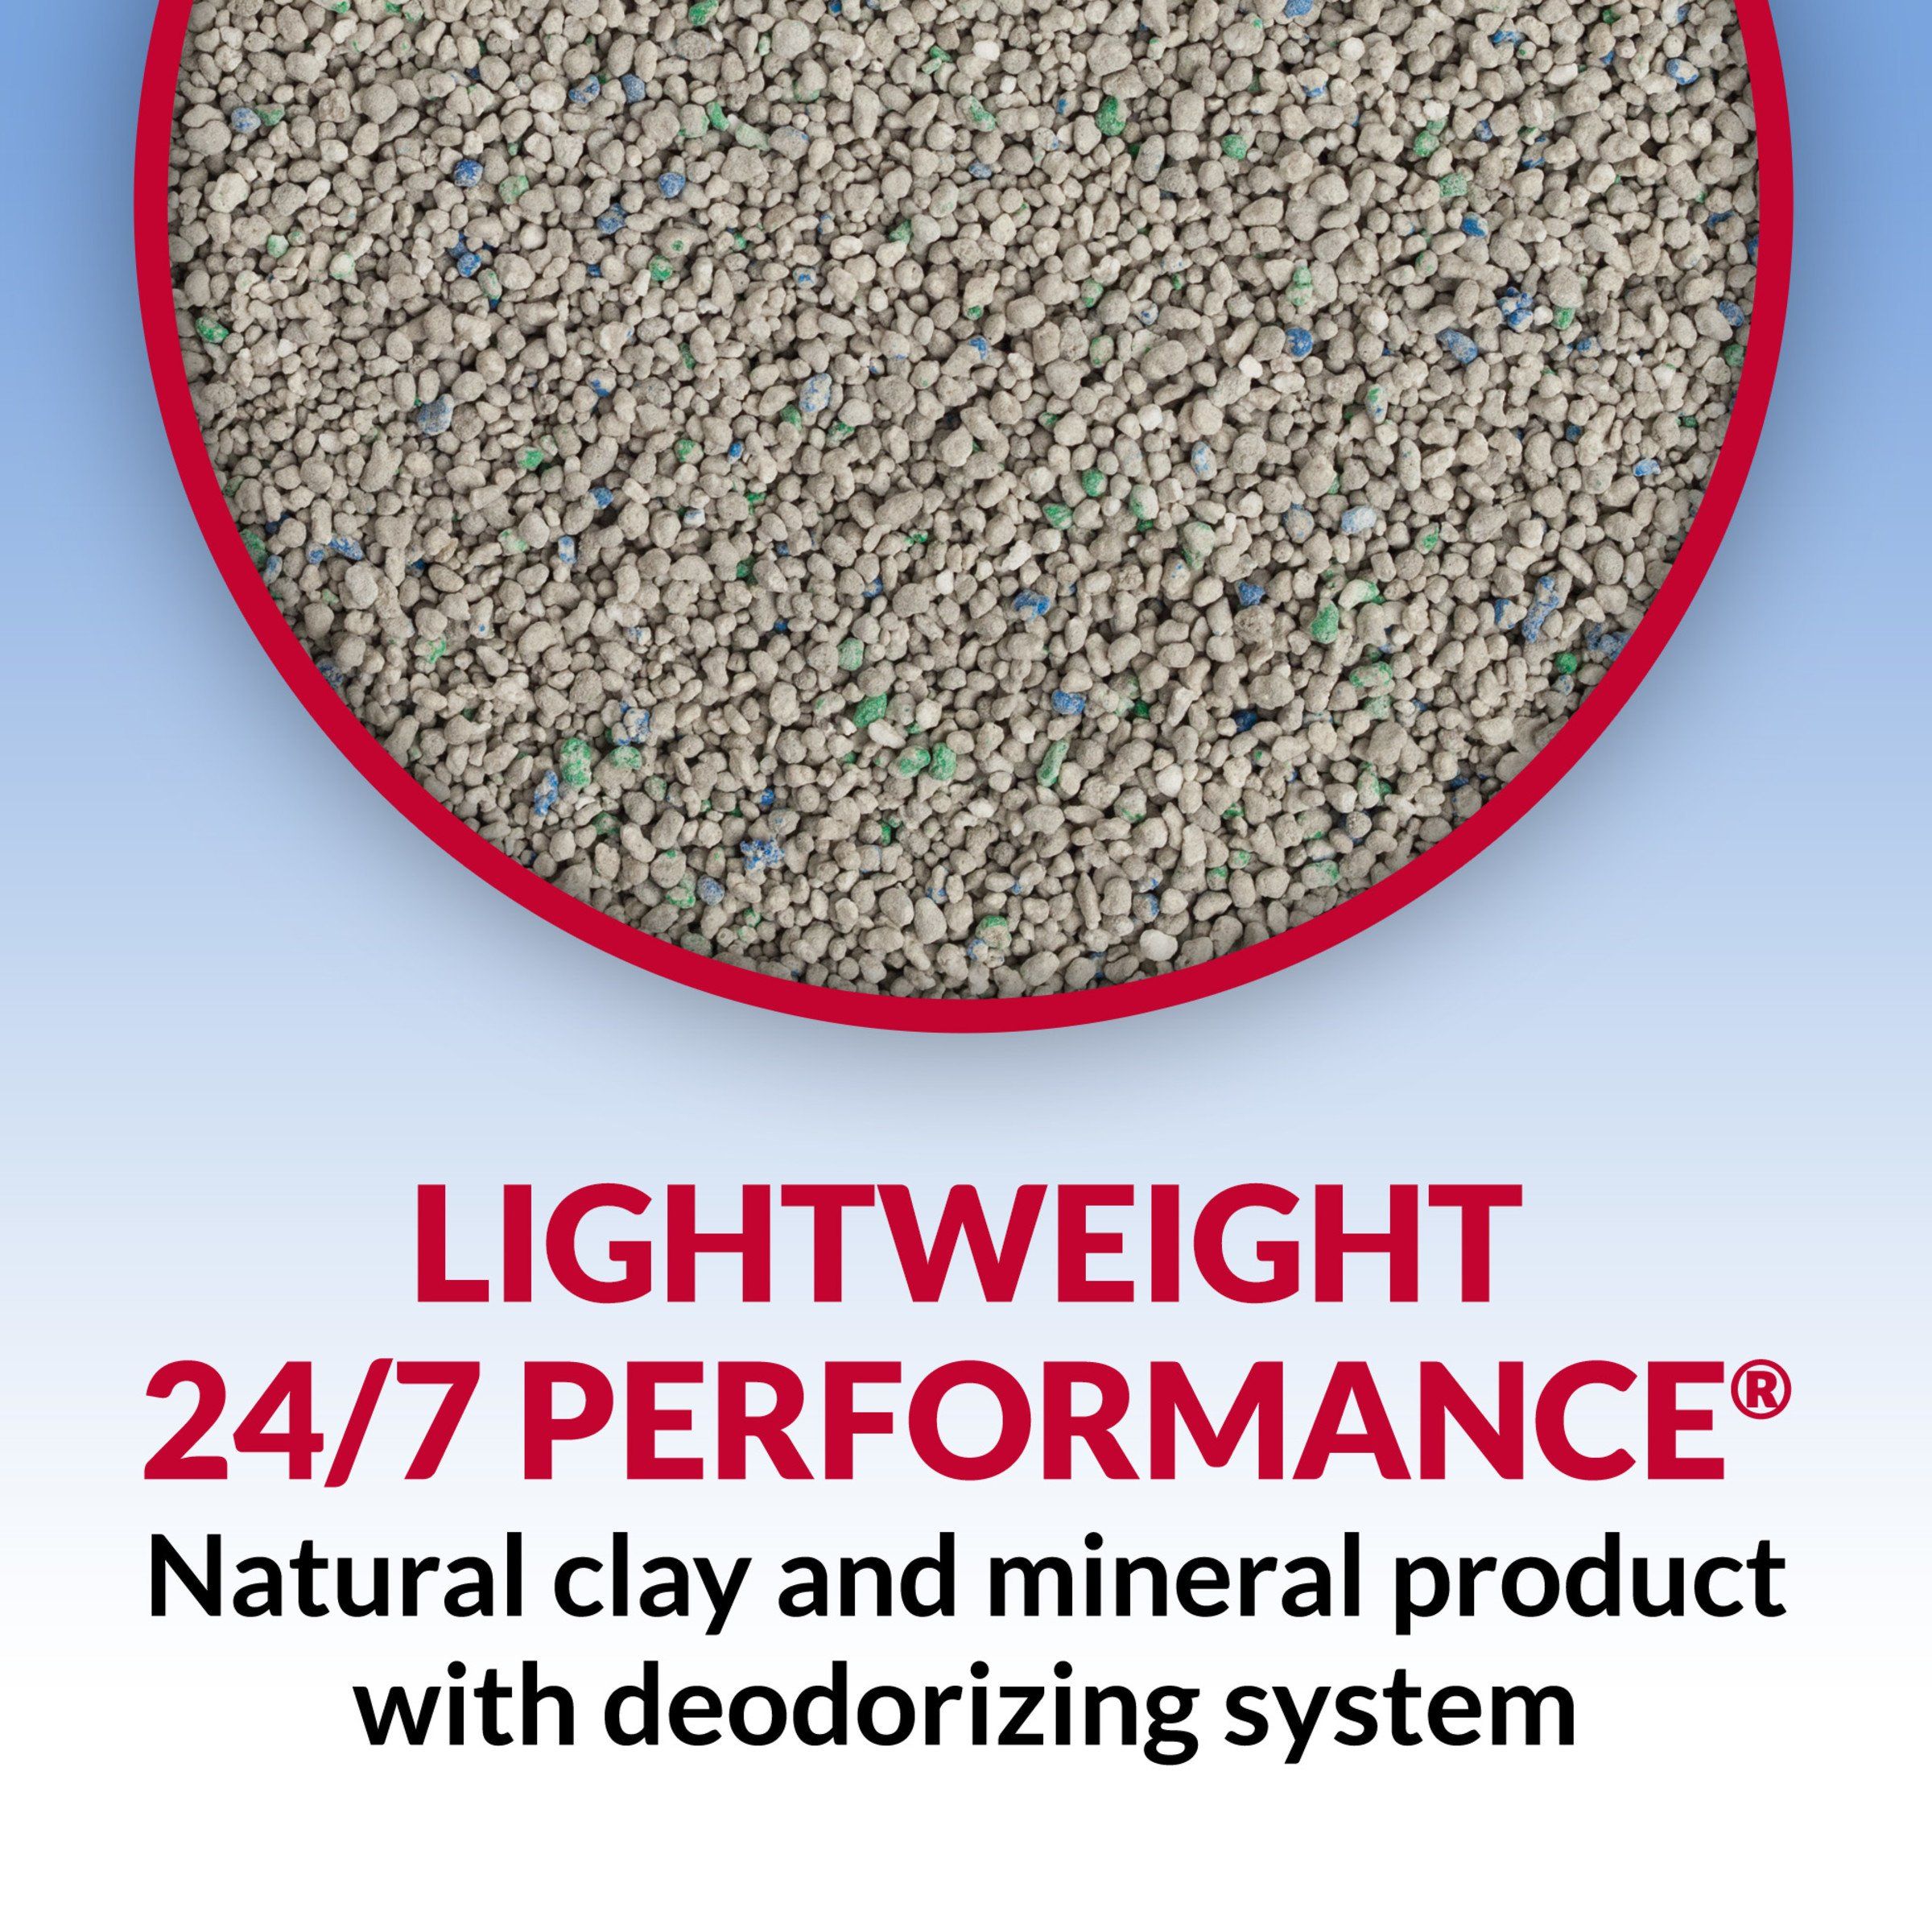 LIGHTWEIGHT
24/7 PERFORMANCE®
Natural clay and mineral product
with deodorizing system